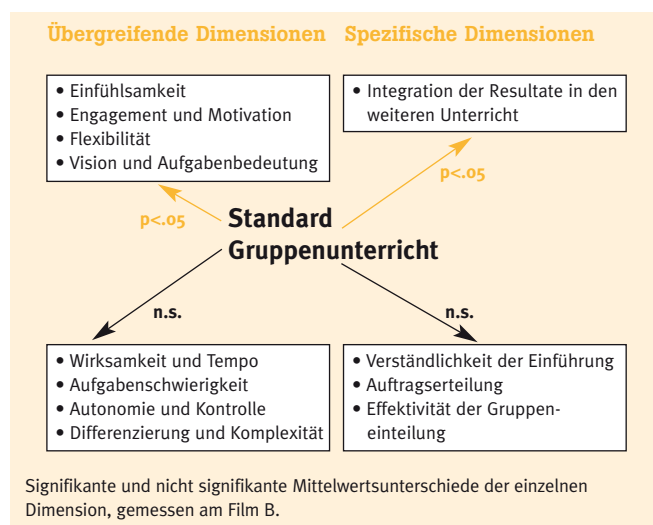 Übergreifende Dimensionen
Spezifische Dimensionen
• Einfühlsamkeit
• Engagement und Motivation
• Flexibilität
• Vision und Aufgabenbedeutung
• Integration der Resultate in den
weiteren Unterricht
p<.05
p<.05
Standard
Gruppenunterricht
n.s.
n.s.
• Wirksamkeit und Tempo
• Aufgabenschwierigkeit
• Autonomie und Kontrolle
• Differenzierung und Komplexität
• Verständlichkeit der Einführung
• Auftragserteilung
• Effektivität der Gruppen-
einteilung
Signifikante und nicht signifikante Mittelwertsunterschiede der einzelnen
Dimension, gemessen am Film B.